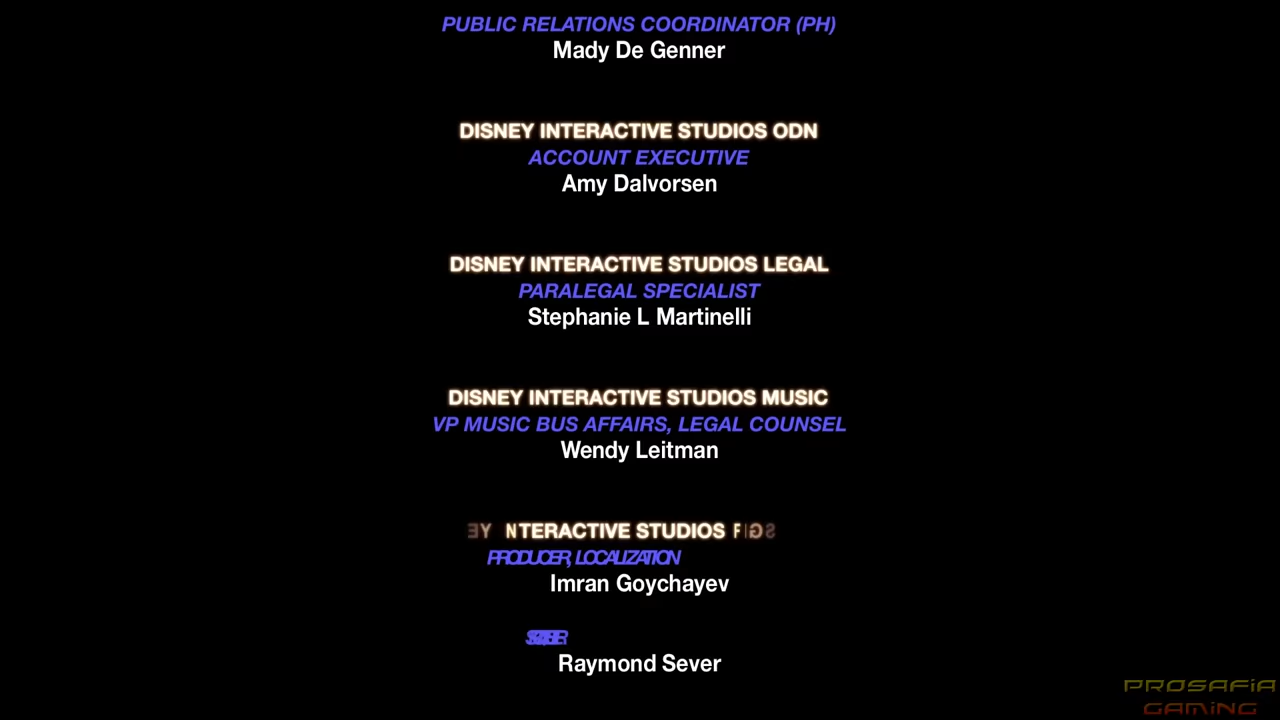 PUBLIC RELATIONS COORDINATOR (PH)
Mady De Genner
DISNEY INTERACTIVE STUDIOS ODN
ACCOUNT EXECUTIVE
Amy Dalvorsen
DISNEY INTERACTIVE STUDIOS LEGAL
PARALEGAL SPECIALIST
Stephanie L Martinelli
DISNEY INTERACTIVE STUDIOS MUSIC
VP MUSIC BUS AFFAIRS, LEGAL COUNSEL
Wendy Leitman
NTERACTIVE STUDIOS
PRODUCER, LOCALIZATION
Imran Goychayev
Raymond Sever
PROSAFIA
GAMING